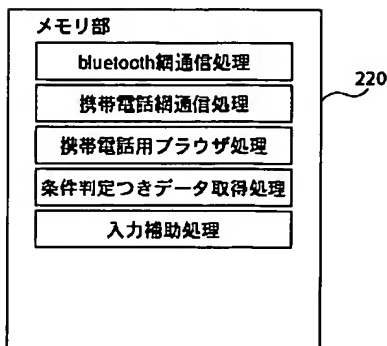 メモリ部
bluetooth網通信処理
携帯電話網通信処理
携帯電話用ブラウザ処理
条件判定つきデータ取得処理
入力補助処理
220